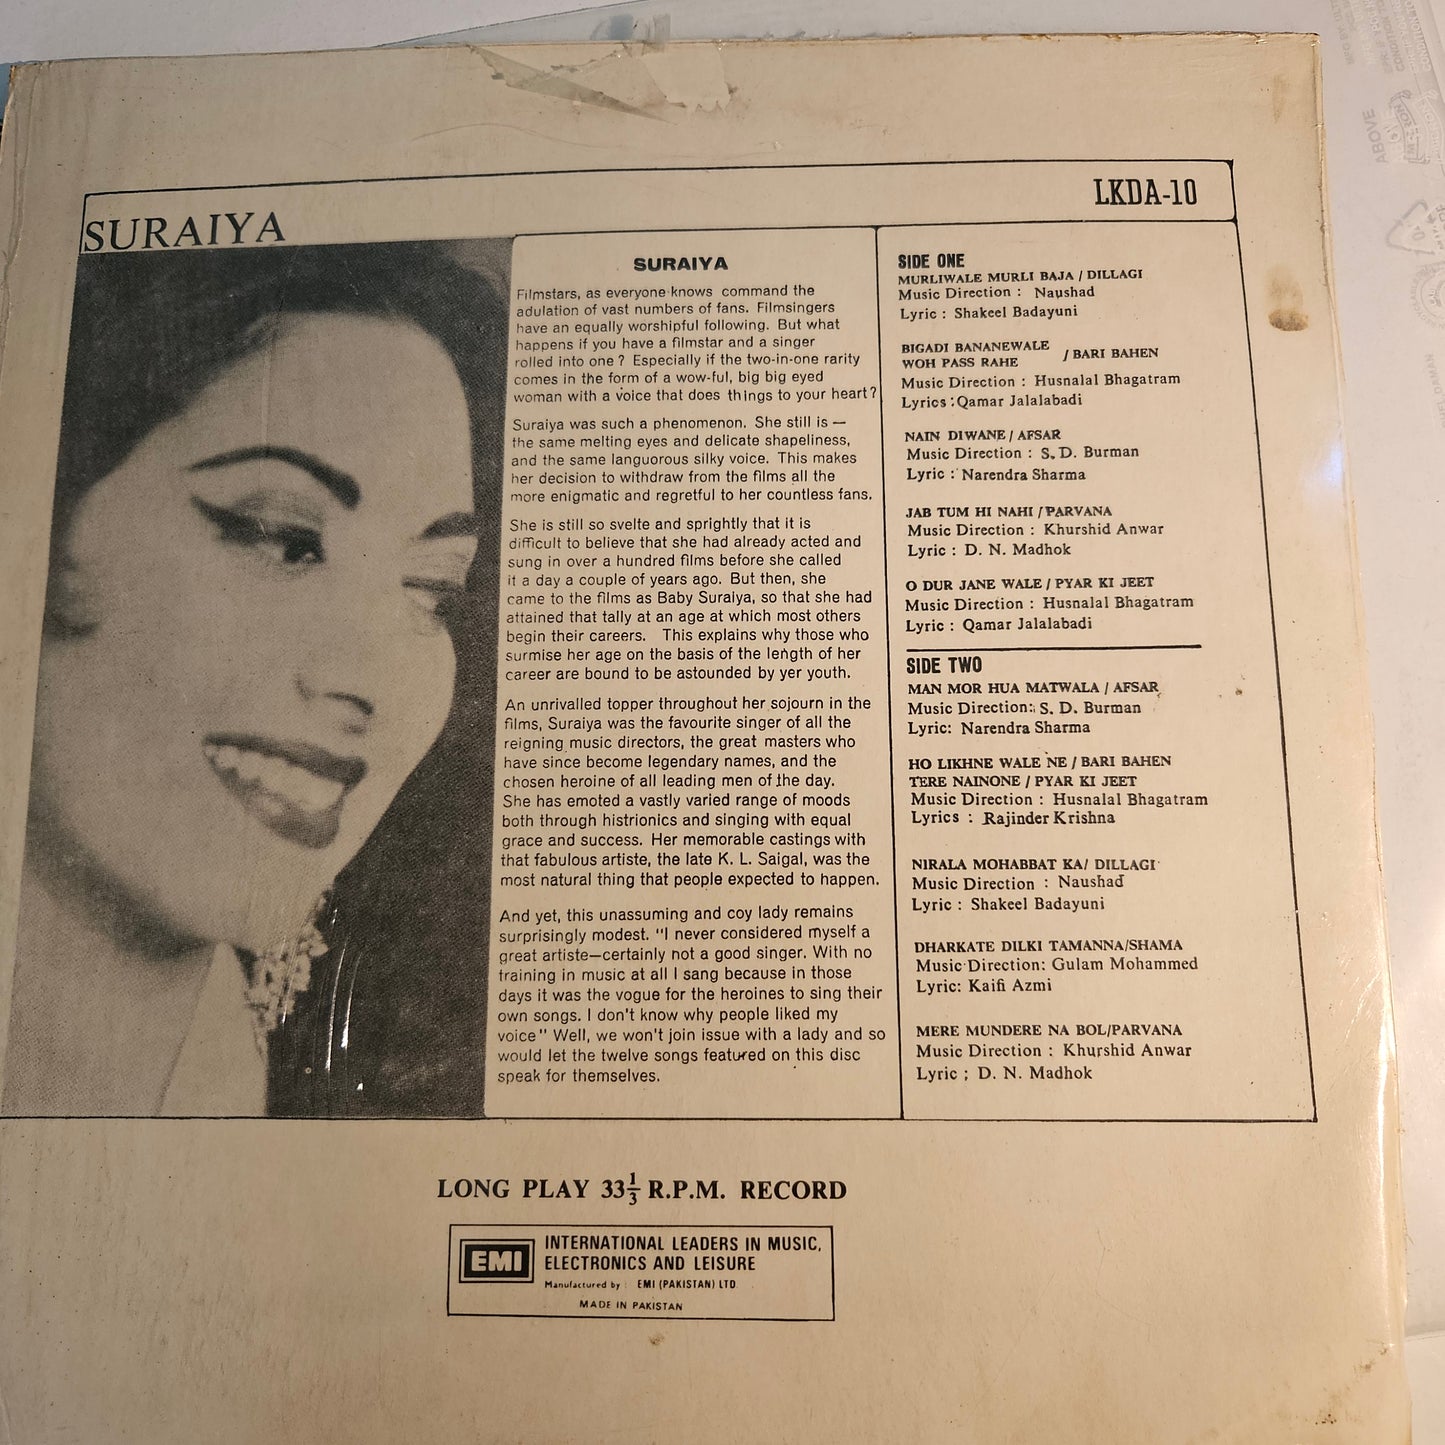 LKDA-10
SURAIYA
SURAIYA
Filmstars, as everyone knows command the
adulation of vast numbers of fans. Filmsingers
have an equally worshipful following. But what
happens if you have a filmstar and a singer
rolled into one ? Especially if the two-in-one rarity
comes in the form of a wow-ful, big big eyed
woman with a voice that does things to your heart?
Suraiya was such a phenomenon. She still is —
the same melting eyes and delicate shapeliness,
and the same languorous silky voice. This makes
her decision to withdraw from the films all the
more enigmatic and regretful to her countless fans.
She is still so svelte and sprightly that it is
difficult to believe that she had already acted and
sung in over a hundred films before she called
it a day a couple of years ago. But then, she
came to the films as Baby Suraiya, so that she had
attained that tally at an age at which most others
begin their careers. This explains why those who
surmise her age on the basis of the length of her
career are bound to be astounded by yer youth.
An unrivalled topper throughout her sojourn in the
films, Suraiya was the favourite singer of all the
reigning music directors, the great masters who
have since become legendary names, and the
chosen heroine of all leading men of the day.
She has emoted a vastly varied range of moods
both through histrionics and singing with equal
grace and success. Her memorable castings with
that fabulous artiste, the late K. L. Saigal, was the
most natural thing that people expected to happen.
And yet, this unassuming and coy lady remains
surprisingly modest. "I never considered myself a
great artiste—certainly not a good singer. With no
training in music at all I sang because in those
days it was the vogue for the heroines to sing their
own songs. I don't know why people liked my
voice" Well, we won't join issue with a lady and so
would let the twelve songs featured on this disc
speak for themselves.
SIDE ONE
MURLIWALE MURLI BAJA / DILLAGI
Music Direction : Naushad
Lyric : Shakeel Badayuni
BIGADI BANANEWALE
WOH PASS RAHE / BARI BAHEN
Music Direction : Husnalal Bhagatram
Lyrics : Qamar Jalalabadi
NAIN DIWANE / AFSAR
Music Direction : S. D. Burman
Lyric : Narendra Sharma
JAB TUM HI NAHI /PARVANA
Music Direction : Khurshid Anwar
Lyric : D. N. Madhok
O DUR JANE WALE / PYAR KI JEET
Music Direction : Husnalal Bhagatram
Lyric : Qamar Jalalabadi
SIDE TWO
MAN MOR HUA MATWALA / AFSAR
Music Direction: S. D. Burman
Lyric: Narendra Sharma
HO LIKHNE WALE NE / BARI BAHEN
TERE NAINONE / PYAR KI JEET
Music Direction : Husnalal Bhagatram
Lyrics : Rajinder Krishna
NIRALA MOHABBAT KA/ DILLAGI
Music Direction : Naushad
Lyric : Shakeel Badayuni
DHARKATE DILKI TAMANNA/SHAMA
Music Direction: Gulam Mohammed
Lyric: Kaifi Azmi
MERE MUNDERE NA BOL/PARVANA
Music Direction : Khurshid Anwar
Lyric ; D. N. Madhok
LONG PLAY 33⅓ R.P.M. RECORD
EMI
INTERNATIONAL LEADERS IN MUSIC,
ELECTRONICS AND LEISURE
Manufactured by : EMI (PAKISTAN) LTD.
MADE IN PAKISTAN
ABOVE